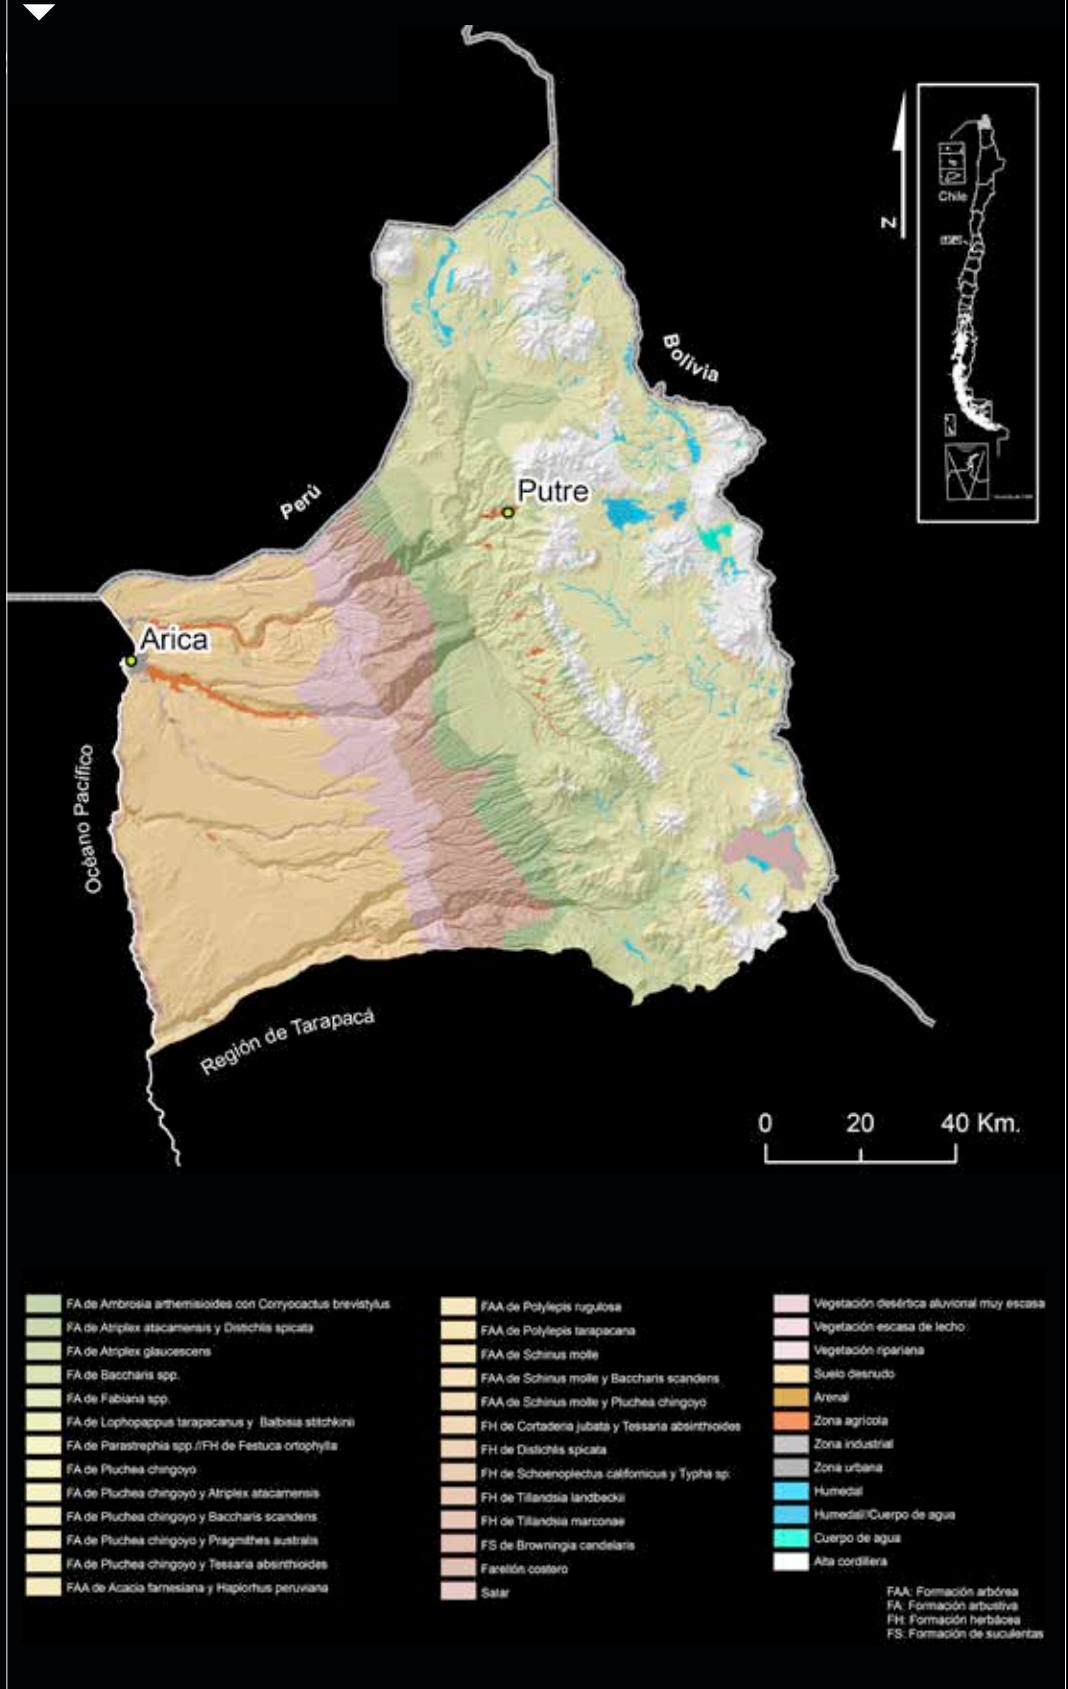 Chile
N
Bolivia
Perú
Putre
Arica
Océano Pacífico
Región de Tarapacá
0 20 40 Km.
FA de Ambrosia arthemisioides con Corryocactus brevistylus
FA de Atriplex atacamensis y Distichlis spicata
FA de Atriplex glaucescens
FA de Baccharis spp.
FA de Fabiana spp.
FA de Lophopappus tarapacanus y Balbisia stitchkinii
FA de Parastrephia spp.//FH de Festuca ortophylla
FA de Pluchea chingoyo
FA de Pluchea chingoyo y Atriplex atacamensis
FA de Pluchea chingoyo y Baccharis scandens
FA de Pluchea chingoyo y Pragmithes australis
FA de Pluchea chingoyo y Tessaria absinthioides
FAA de Acacia farnesiana y Haplorhus peruviana
FAA de Polylepis rugulosa
FAA de Polylepis tarapacana
FAA de Schinus molle
FAA de Schinus molle y Baccharis scandens
FAA de Schinus molle y Pluchea chingoyo
FH de Cortaderia jubata y Tessaria absinthioides
FH de Distichlis spicata
FH de Schoenoplectus californicus y Typha sp.
FH de Tillandsia landbeckii
FH de Tillandsia marconae
FS de Browningia candelaris
Farellón costero
Salar
Vegetación desértica aluvional muy escasa
Vegetación escasa de lecho
Vegetación ripariana
Suelo desnudo
Arenal
Zona agrícola
Zona industrial
Zona urbana
Humedal
Humedal/Cuerpo de agua
Cuerpo de agua
Alta cordillera
FAA: Formación arbórea
FA: Formación arbustiva
FH: Formación herbácea
FS: Formación de suculentas